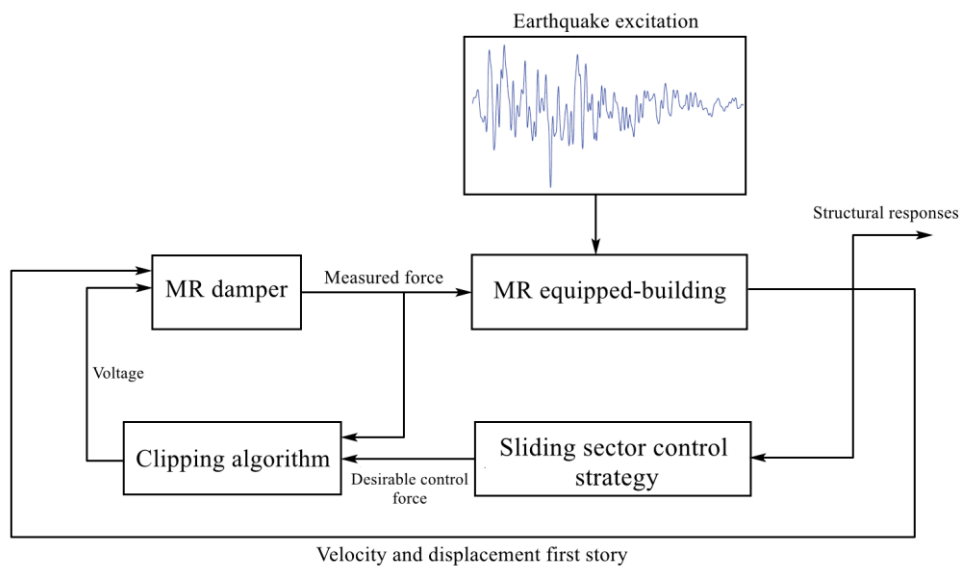 Earthquake excitation
Structural responses
MR damper
Measured force
MR equipped-building
Voltage
Clipping algorithm
Desirable control
force
Sliding sector control
strategy
Velocity and displacement first story